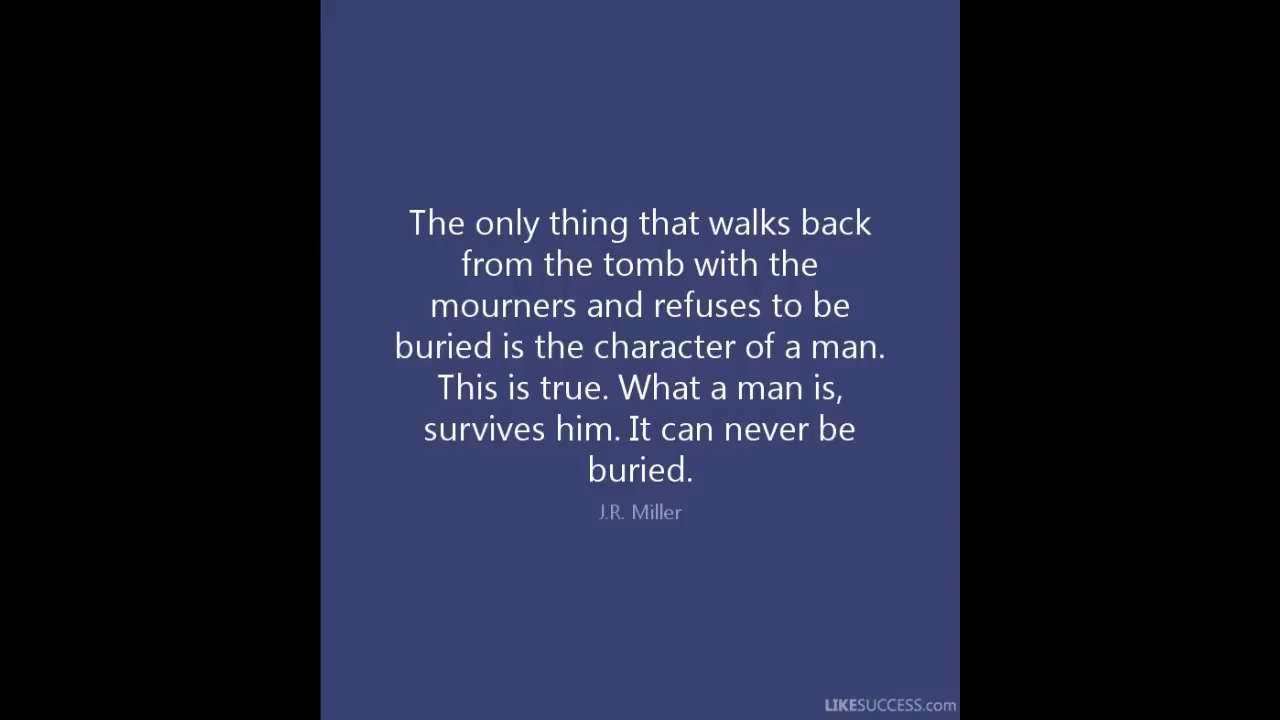 The only thing that walks back
from the tomb with the
mourners and refuses to be
buried is the character of a man.
This is true. What a man is,
survives him. It can never be
buried.
J.R. Miller
LIKESUCCESS.com